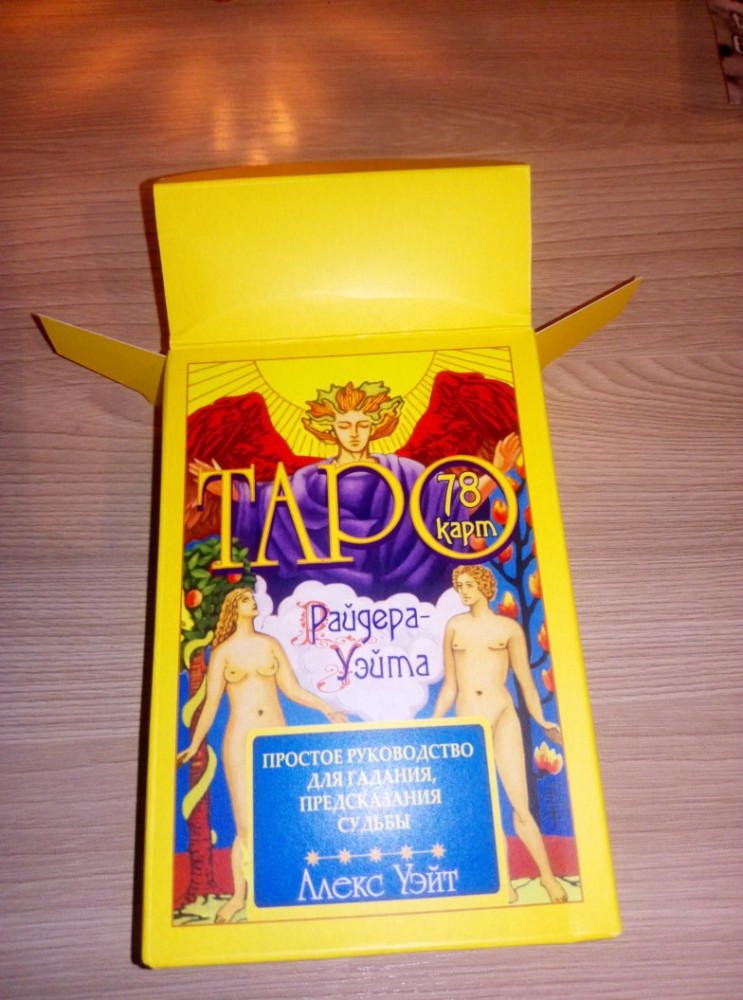 ТАРО
78
карт
Райдера-
Уэйта
ПРОСТОЕ РУКОВОДСТВО
ДЛЯ ГАДАНИЯ,
ПРЕДСКАЗАНИЯ
СУДЬБЫ
Алекс Уэйт